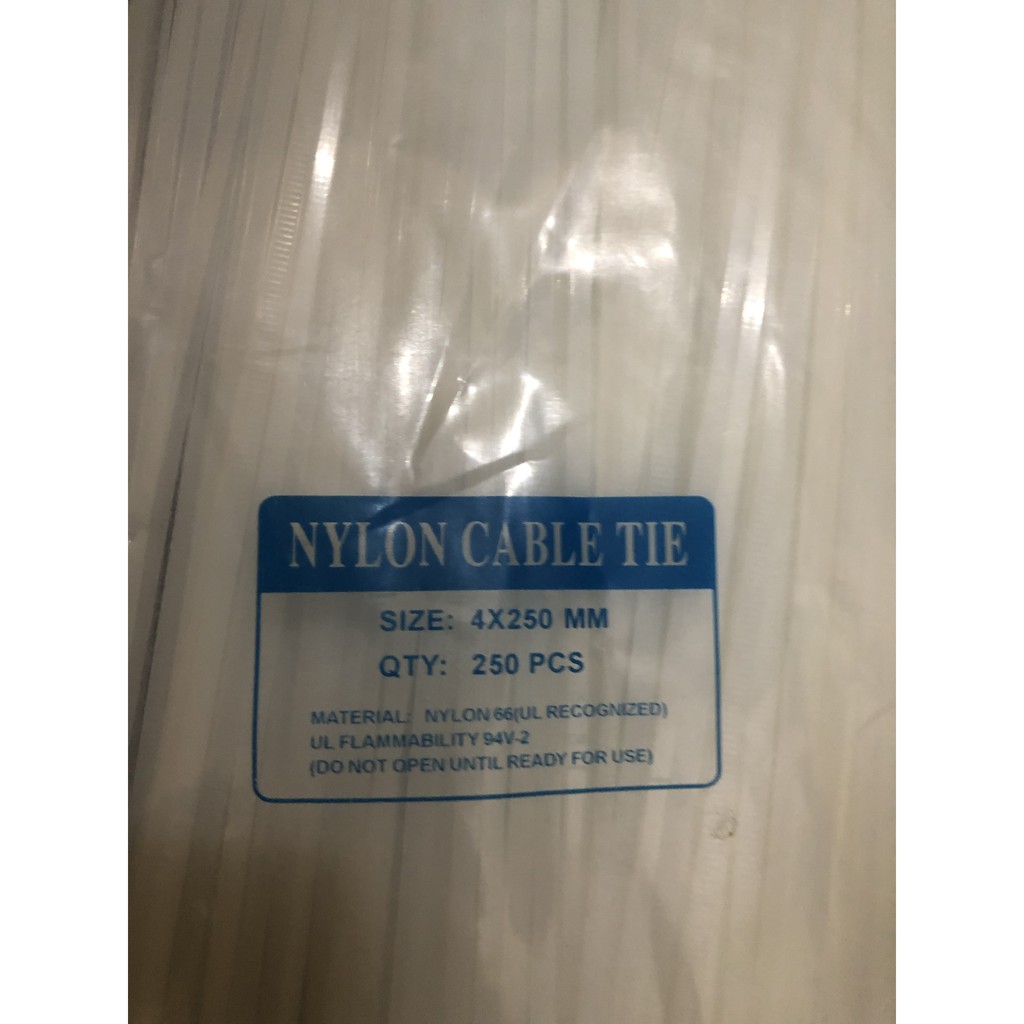 NYLON CABLE TIE
SIZE: 4X250 MM
QTY: 250 PCS
MATERIAL: NYLON 66(UL RECOGNIZED)
UL FLAMMABILITY 94V-2
(DO NOT OPEN UNTIL READY FOR USE)